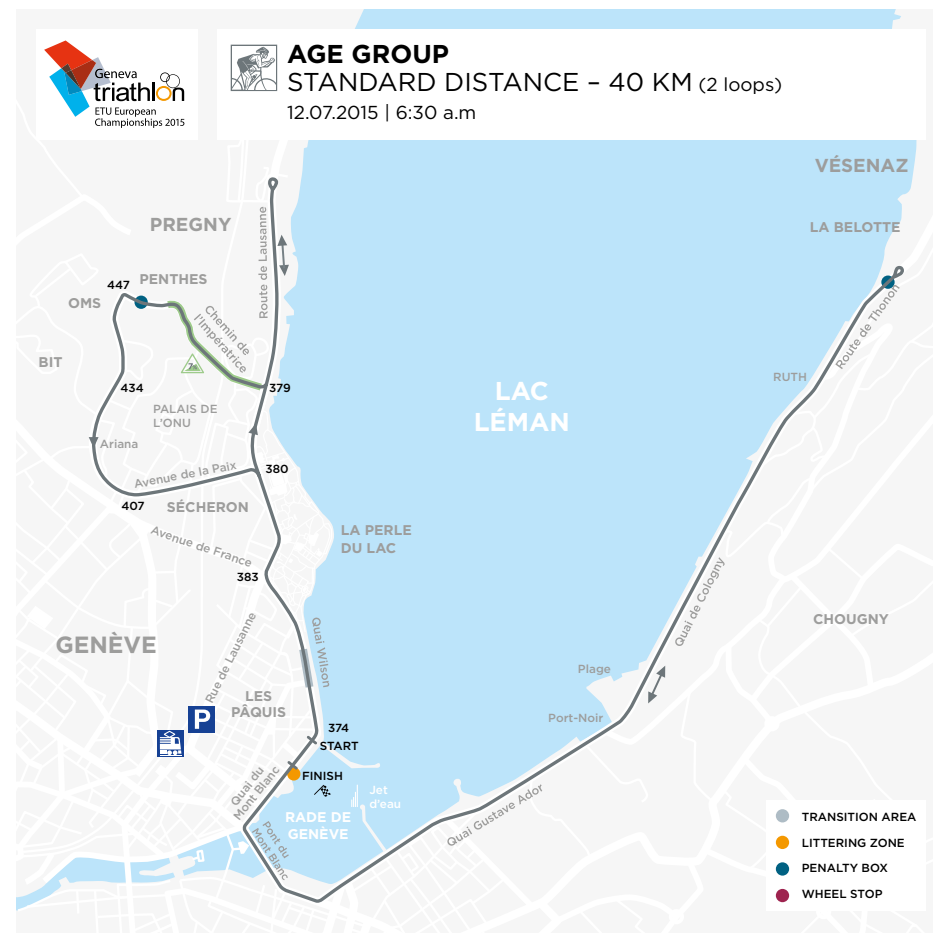 Geneva
triathlon
ETU European
Championships 2015
AGE GROUP
STANDARD DISTANCE – 40 KM (2 loops)
12.07.2015 | 6:30 a.m
VÉSENAZ
LA BELOTTE
PREGNY
Route de Lausanne
PENTHES
447
OMS
Chemin de
l'Impératrice
Route de Thonon
BIT
7%
RUTH
434
379
LAC
LÉMAN
PALAIS DE
L'ONU
Ariana
Avenue de la Paix
380
407
SÉCHERON
Avenue de France
LA PERLE
DU LAC
383
Quai de Cologny
CHOUGNY
GENÈVE
Rue de Lausanne
Quai Wilson
Plage
LES
PÂQUIS
P
Port-Noir
374
START
FINISH
Quai du
Mont Blanc
Jet
d'eau
RADE DE
GENÈVE
Quai Gustave Ador
Pont du
Mont Blanc
TRANSITION AREA
LITTERING ZONE
PENALTY BOX
WHEEL STOP